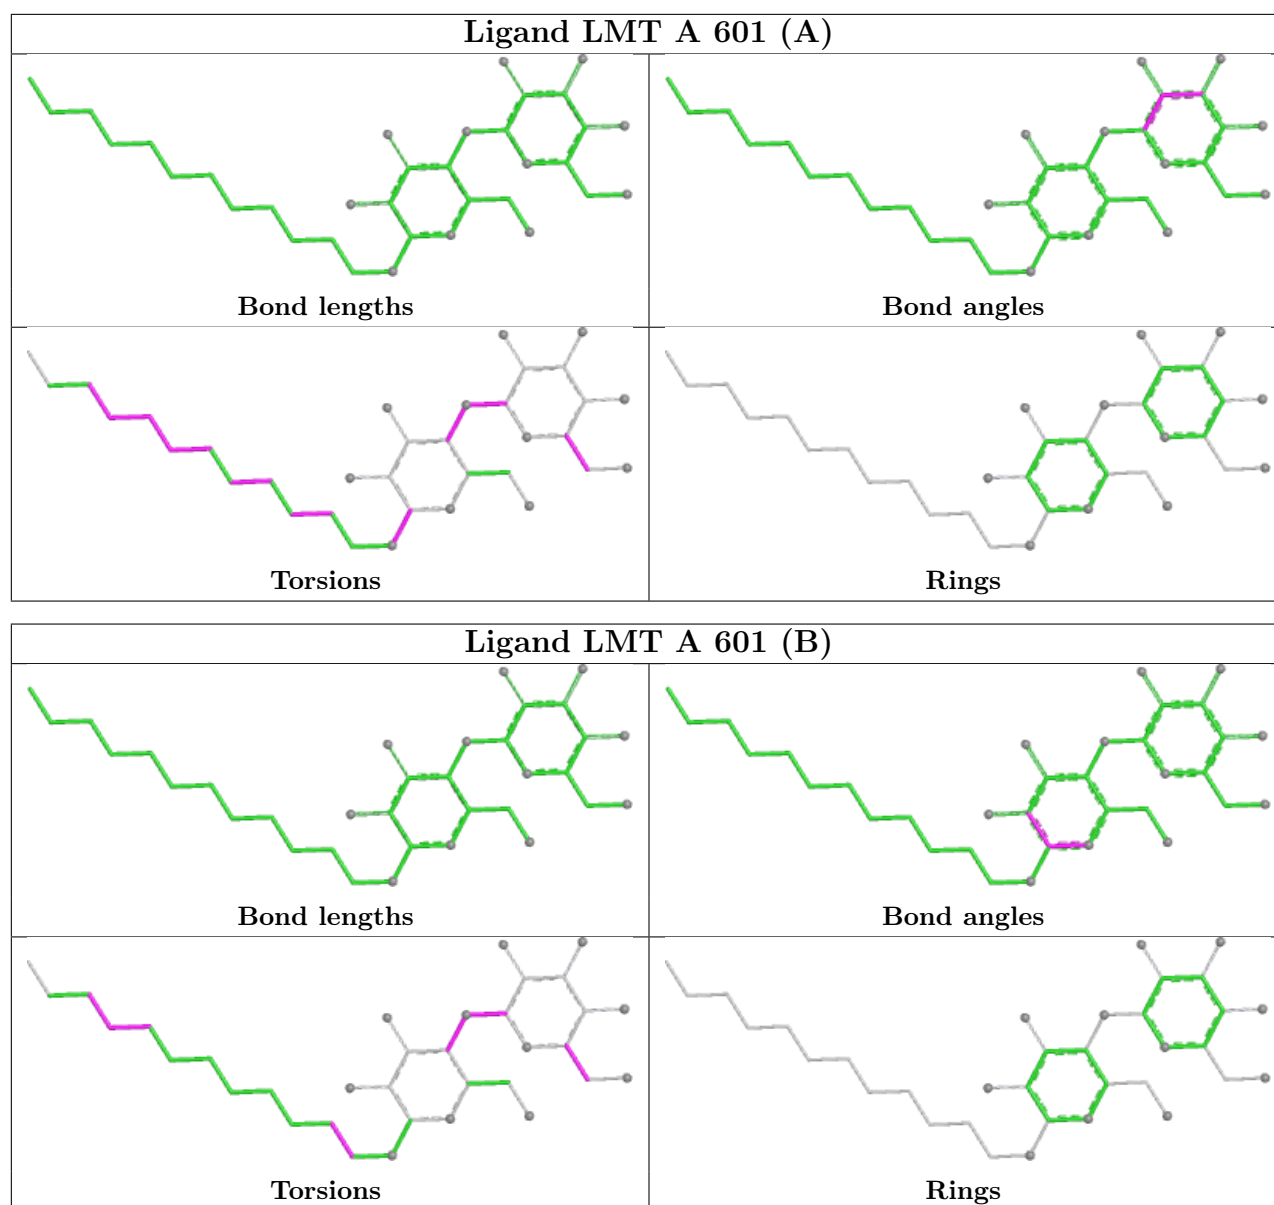 Ligand LMT A 601 (A)
Bond lengths
Bond angles
Torsions
Rings
Ligand LMT A 601 (B)
Bond lengths
Bond angles
Torsions
Rings